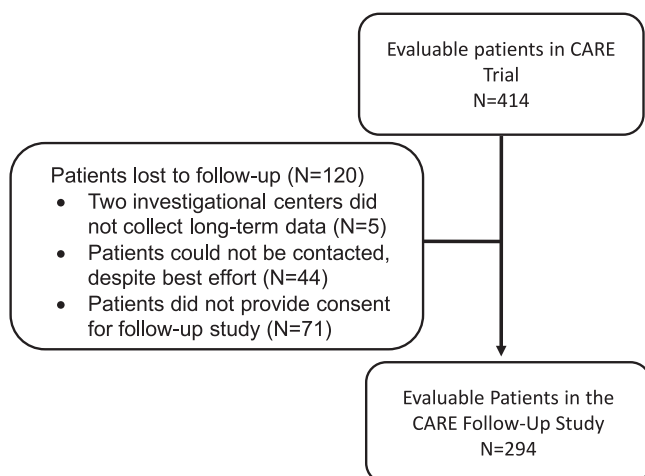 Evaluable patients in CARE
Trial
N=414
Patients lost to follow-up (N=120)
• Two investigational centers did
not collect long-term data (N=5)
• Patients could not be contacted,
despite best effort (N=44)
• Patients did not provide consent
for follow-up study (N=71)
Evaluable Patients in the
CARE Follow-Up Study
N=294